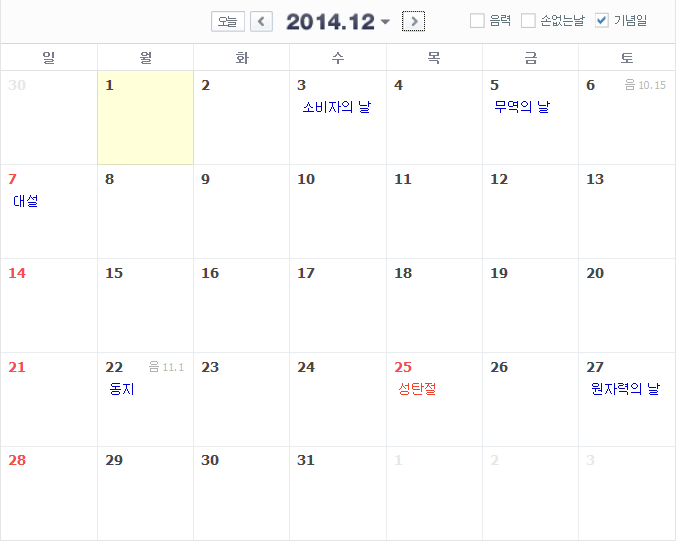 오늘 2014.12 음력 손없는날 기념일
일 월 화 수 목 금 토
30 1 2 3 4 5 6 음 10.15
소비자의 날 무역의 날
7 8 9 10 11 12 13
대설
14 15 16 17 18 19 20
21 22 음 11.1 23 24 25 26 27
동지 성탄절 원자력의 날
28 29 30 31 1 2 3